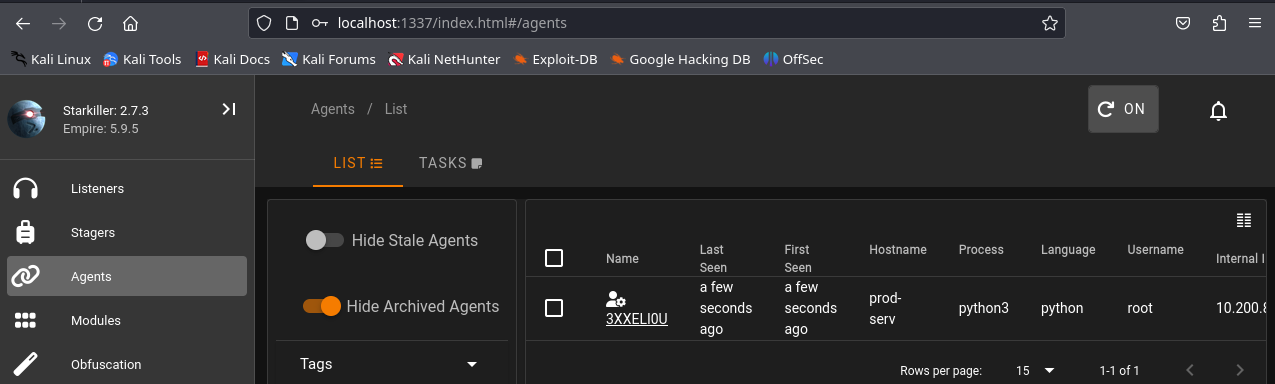 localhost:1337/index.html#/agents
Kali Linux Kali Tools Kali Docs Kali Forums Kali NetHunter Exploit-DB Google Hacking DB OffSec
Starkiller: 2.7.3
Empire: 5.9.5
Listeners
Stagers
Agents
Modules
Obfuscation
Agents / List
ON
LIST TASKS
Hide Stale Agents
Hide Archived Agents
Tags
Name Last Seen First Seen Hostname Process Language Username Internal I
3XXELI0U a few seconds ago a few seconds ago prod-serv python3 python root 10.200.8
Rows per page: 15 1-1 of 1